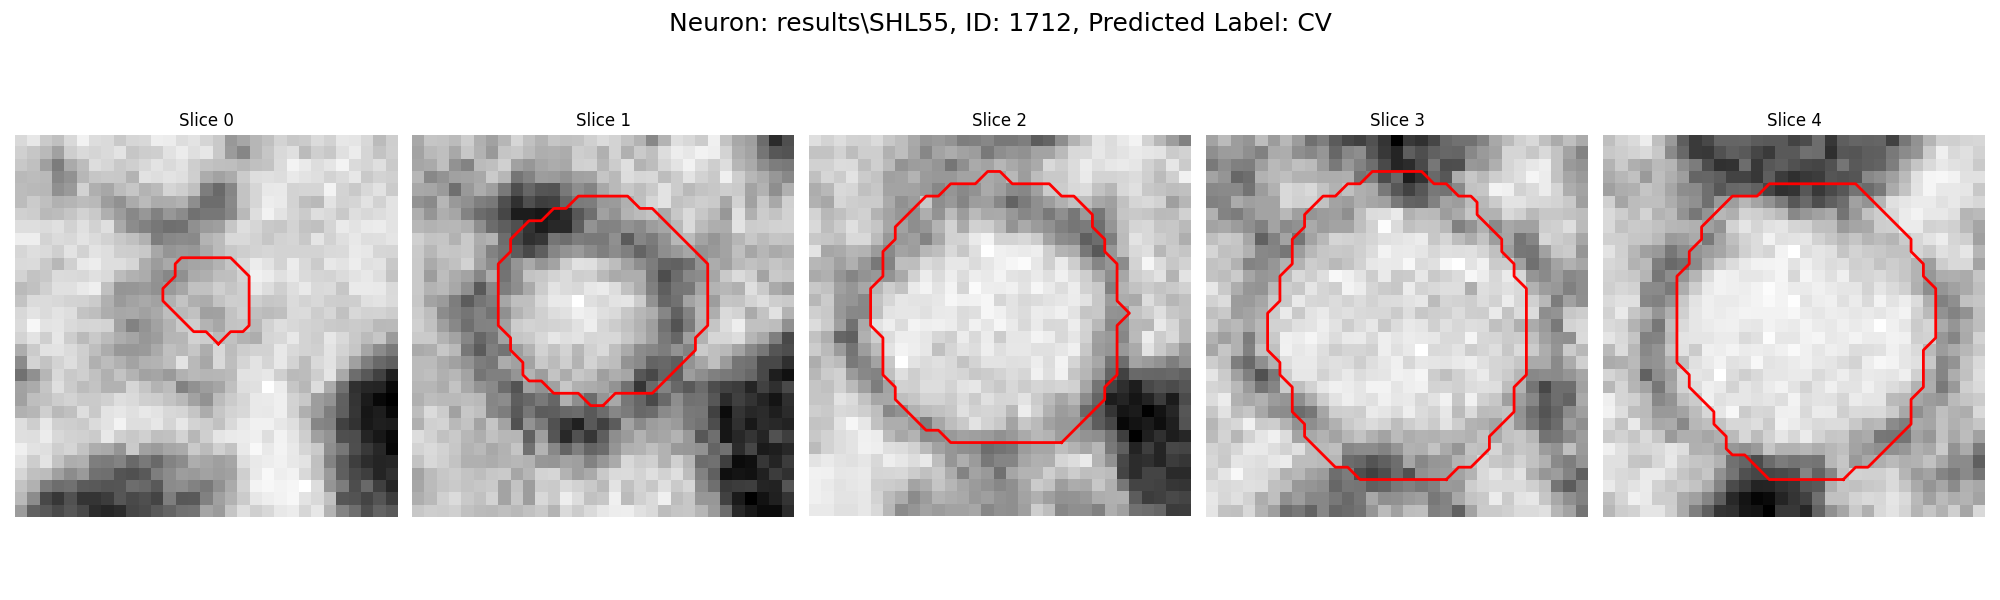 Neuron: results\SHL55, ID: 1712, Predicted Label: CV
Slice 0
Slice 1
Slice 2
Slice 3
Slice 4